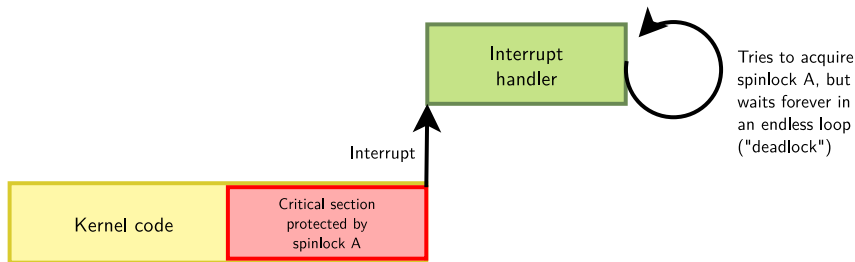 Interrupt
handler
Tries to acquire
spinlock A, but
waits forever in
an endless loop
("deadlock")
Interrupt
Kernel code
Critical section
protected by
spinlock A